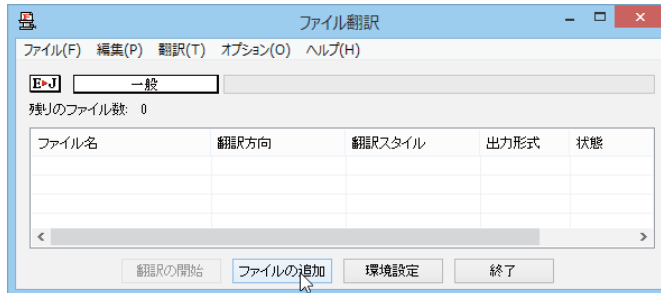 ファイル翻訳
ファイル(F) 編集(P) 翻訳(T) オプション(O) ヘルプ(H)
E▸J 一般
残りのファイル数: 0
ファイル名 翻訳方向 翻訳スタイル 出力形式 状態
翻訳の開始 ファイルの追加 環境設定 終了